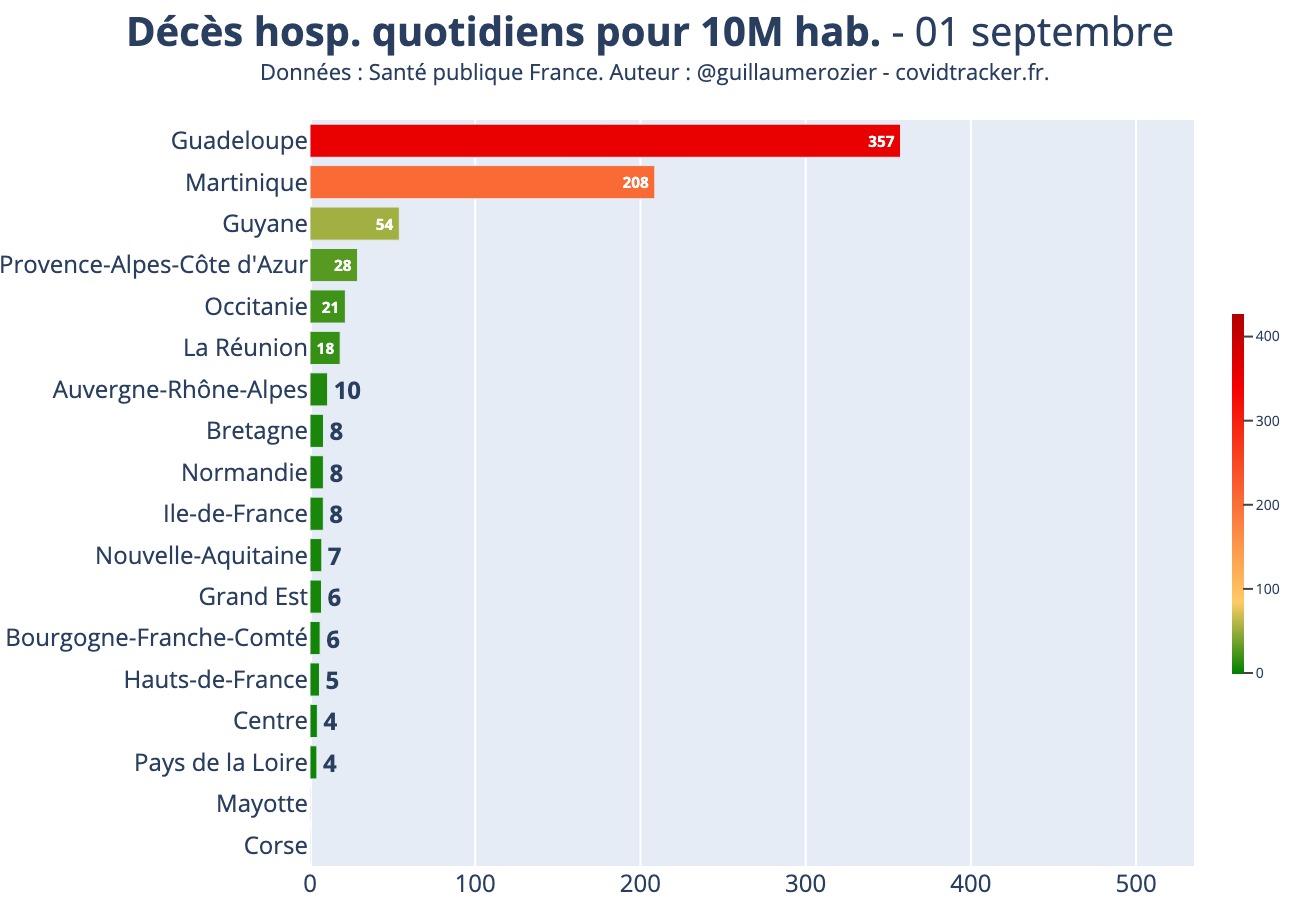 Décès hosp. quotidiens pour 10M hab. - 01 septembre
Données : Santé publique France. Auteur : @guillaumerozier - covidtracker.fr.
Guadeloupe 357
Martinique 208
Guyane 54
Provence-Alpes-Côte d'Azur 28
Occitanie 21
La Réunion 18
Auvergne-Rhône-Alpes 10
Bretagne 8
Normandie 8
Ile-de-France 8
Nouvelle-Aquitaine 7
Grand Est 6
Bourgogne-Franche-Comté 6
Hauts-de-France 5
Centre 4
Pays de la Loire 4
Mayotte
Corse
0 100 200 300 400 500
400
300
200
100
0